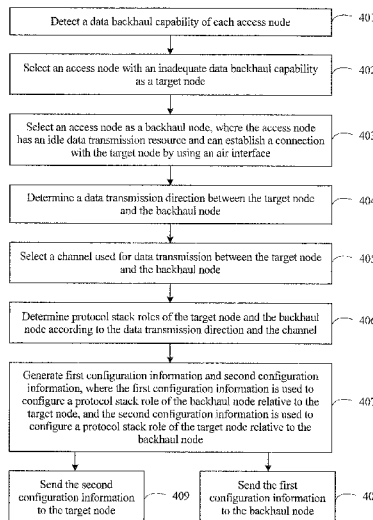 Detect a data backhaul capability of each access node
401
Select an access node with an inadequate data backhaul capability
as a target node
402
Select an access node as a backhaul node, where the access node
has an idle data transmission resource and can establish a connection
with the target node by using an air interface
403
Determine a data transmission direction between the target node
and the backhaul node
404
Select a channel used for data transmission between the target node
and the backhaul node
405
Determine protocol stack roles of the target node and the backhaul
node according to the data transmission direction and the channel
406
Generate first configuration information and second configuration
information, where the first configuration information is used to
configure a protocol stack role of the backhaul node relative to the
target node, and the second configuration information is used to
configure a protocol stack role of the target node relative to the
backhaul node
407
Send the second
configuration information
to the target node
409
Send the first
configuration information
to the backhaul node